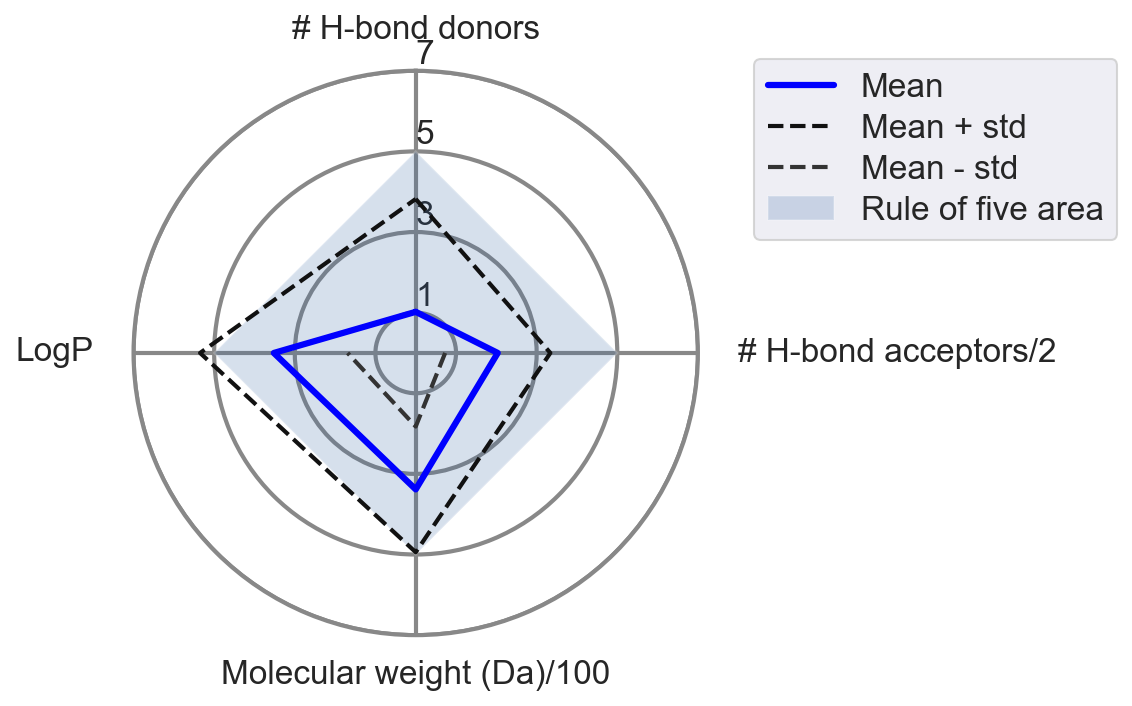 # H-bond donors
7
5
3
1
LogP
# H-bond acceptors/2
Molecular weight (Da)/100
Mean
Mean + std
Mean - std
Rule of five area